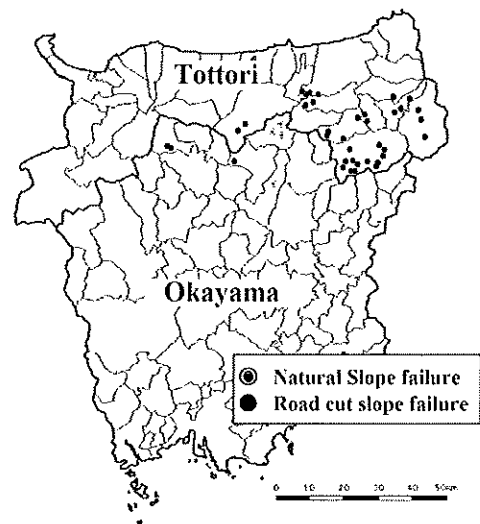 Tottori
Okayama
Natural Slope failure
Road cut slope failure
0 10 20 30 40 50km